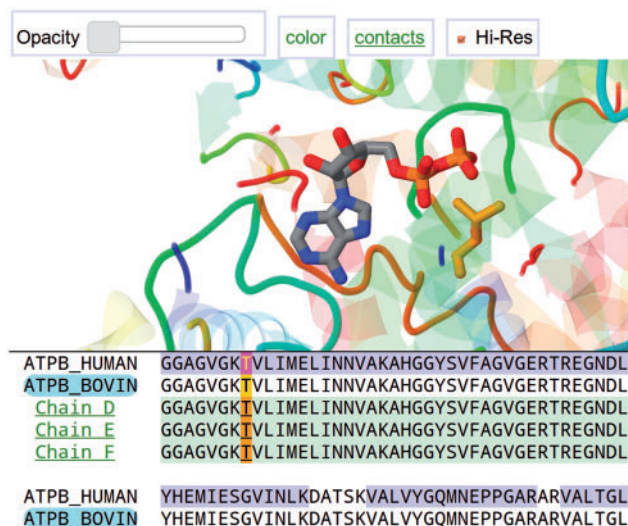 Opacity color contacts Hi-Res
ATPB_HUMAN GGAGVGKTVLIMELINNVAKAHGGYSVFAGVGERTREGNDL
ATPB_BOVIN GGAGVGKTVLIMELINNVAKAHGGYSVFAGVGERTREGNDL
Chain D GGAGVGKTVLIMELINNVAKAHGGYSVFAGVGERTREGNDL
Chain E GGAGVGKTVLIMELINNVAKAHGGYSVFAGVGERTREGNDL
Chain F GGAGVGKTVLIMELINNVAKAHGGYSVFAGVGERTREGNDL
ATPB_HUMAN YHEMIESGVINLKDATSKVALVYGQMNEPPGARARVALTGL
ATPB_BOVIN YHEMIESGVINLKDATSKVALVYGQMNEPPGARARVALTGL